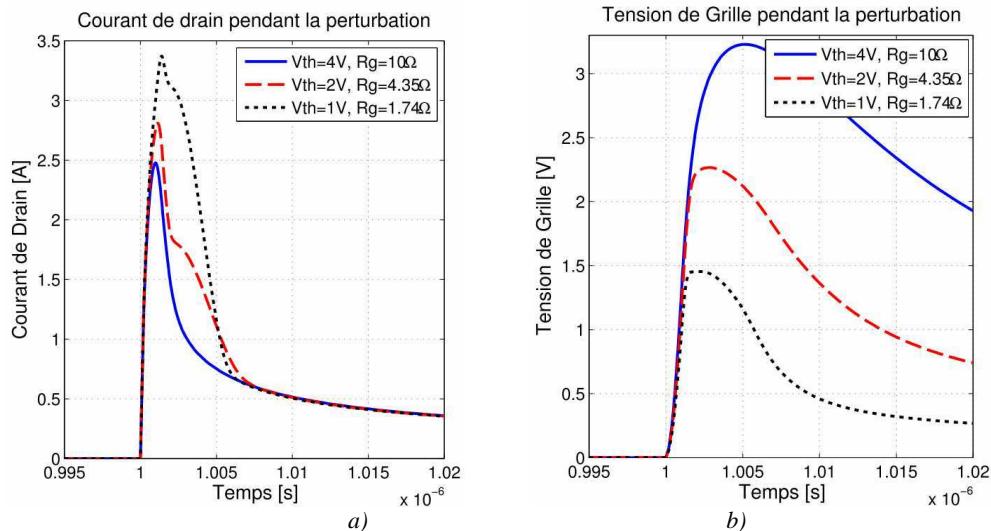 Courant de drain pendant la perturbation
Courant de Drain [A]
3.5
3
2.5
2
1.5
1
0.5
0
Vth=4V, Rg=10Ω
Vth=2V, Rg=4.35Ω
Vth=1V, Rg=1.74Ω
0.995 1 1.005 1.01 1.015 1.02
Temps [s]
x 10⁻⁶
a)
Tension de Grille pendant la perturbation
Tension de Grille [V]
3
2.5
2
1.5
1
0.5
0
Vth=4V, Rg=10Ω
Vth=2V, Rg=4.35Ω
Vth=1V, Rg=1.74Ω
0.995 1 1.005 1.01 1.015 1.02
Temps [s]
x 10⁻⁶
b)